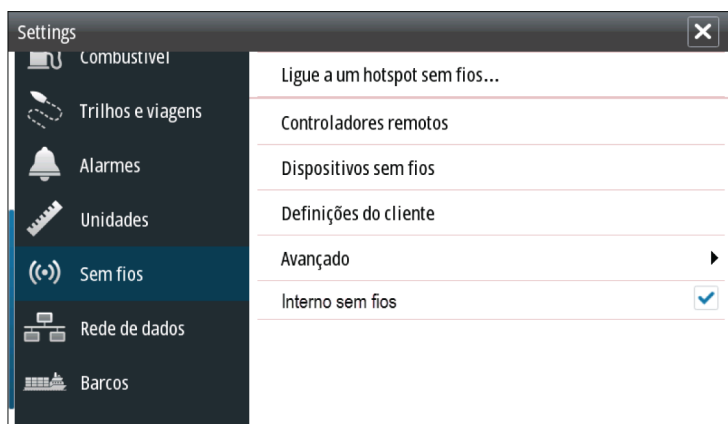 Settings
Combustível
Trilhos e viagens
Alarmes
Unidades
Sem fios
Rede de dados
Barcos
Ligue a um hotspot sem fios...
Controladores remotos
Dispositivos sem fios
Definições do cliente
Avançado
Interno sem fios